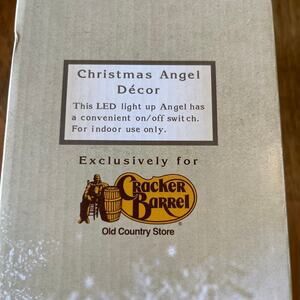 Christmas Angel
Décor
This LED light up Angel has
a convenient on/off switch.
For indoor use only.
Exclusively for
Cracker
Barrel
Old Country Store